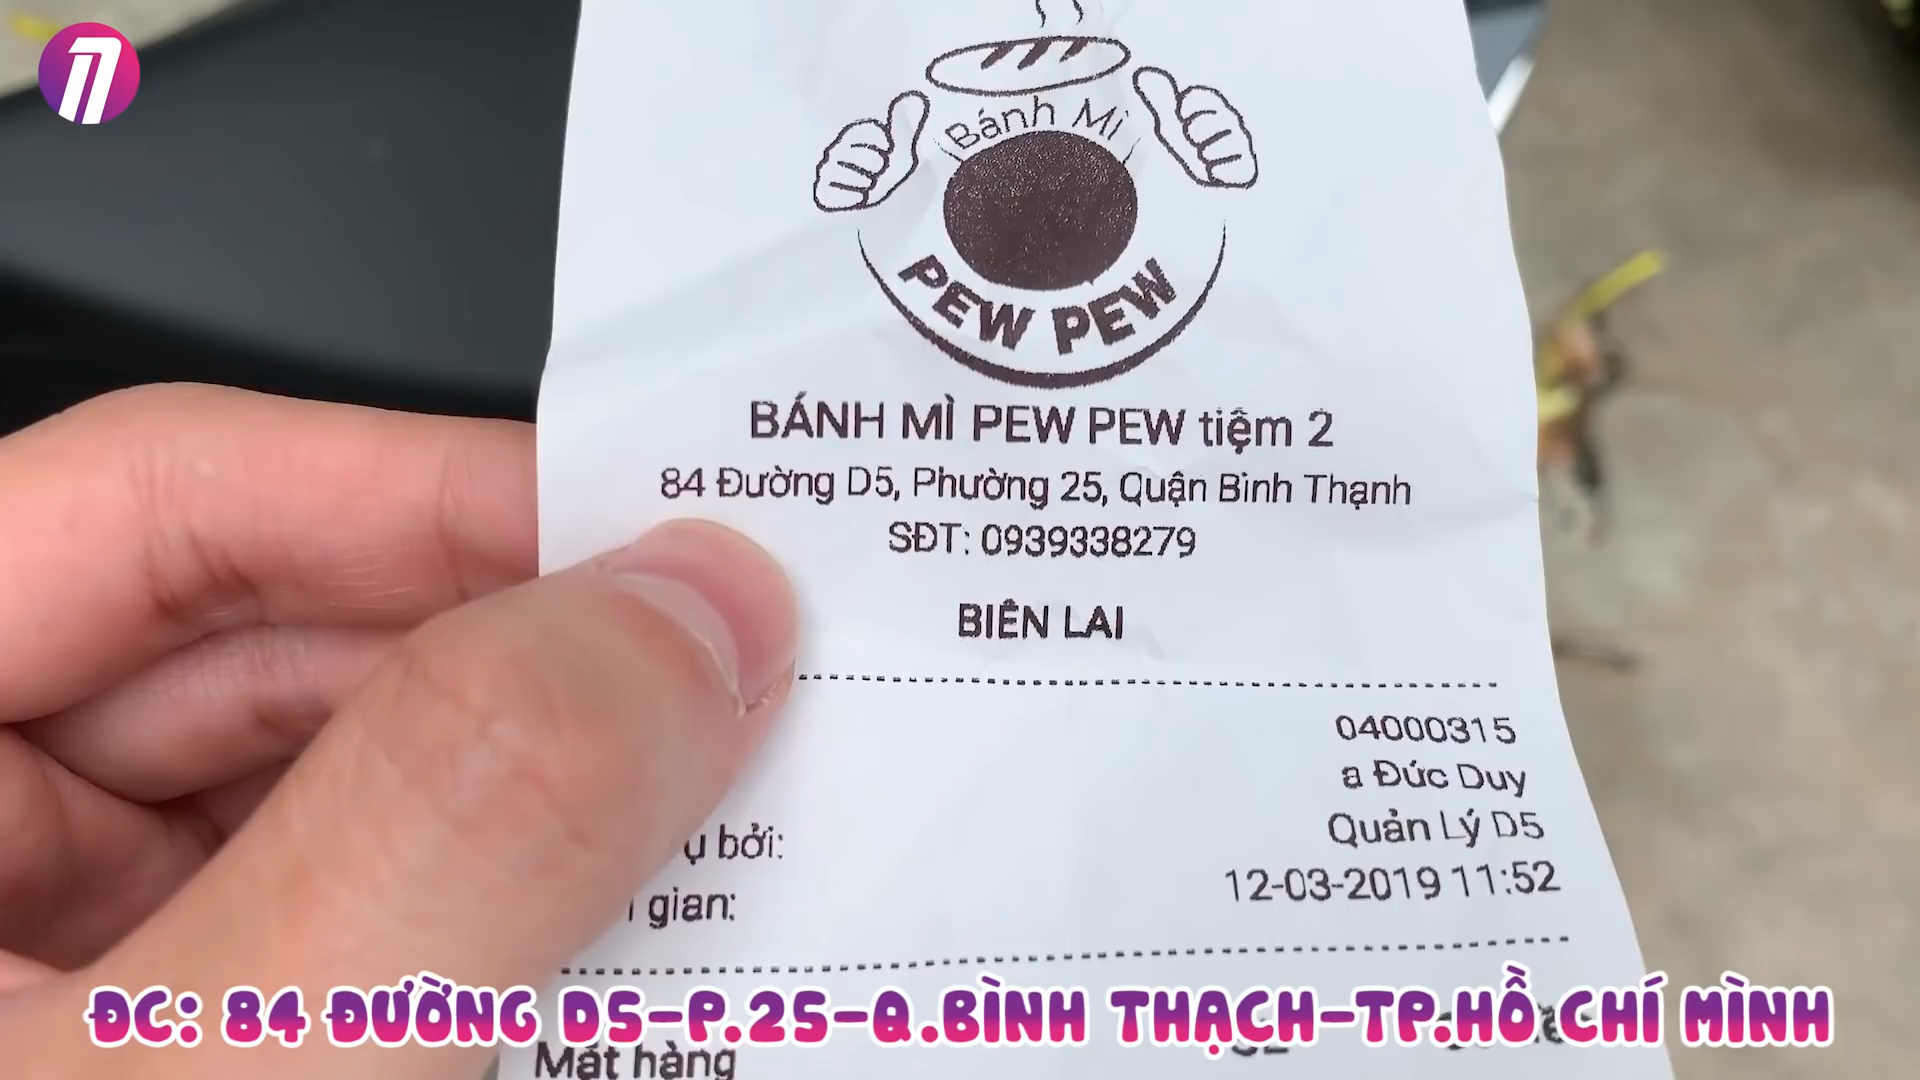 Bánh Mì
PEW PEW
BÁNH MÌ PEW PEW tiệm 2
84 Đường D5, Phường 25, Quận Bình Thạnh
SĐT: 0939338279
BIÊN LAI
04000315
a Đức Duy
bởi: Quản Lý D5
gian: 12-03-2019 11:52
ĐC: 84 ĐƯỜNG D5-P.25-Q.BÌNH THẠCH-TP.HỒ CHÍ MÌNH
Mặt hàng